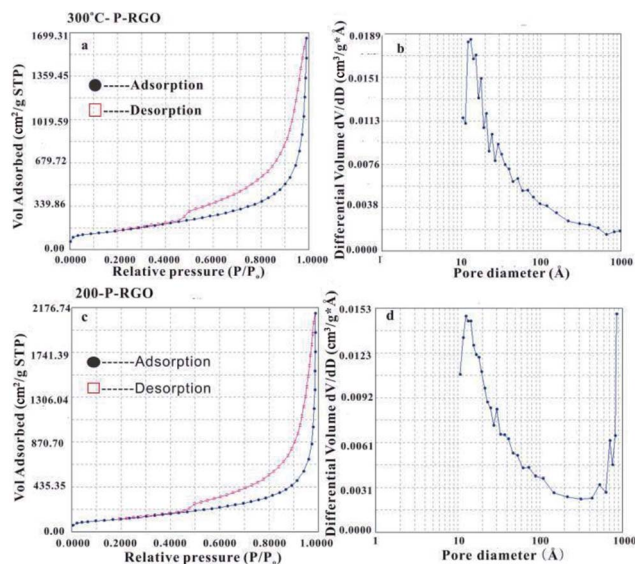 300°C- P-RGO
a
Vol Adsorbed (cm²/g STP)
1699.31
1359.45
1019.59
679.72
339.86
0.00
-----Adsorption
-----Desorption
0.0000 0.2000 0.4000 0.6000 0.8000 1.0000
Relative pressure (P/Pₒ)
b
Differential Volume dV/dD (cm³/g*Å)
0.0189
0.0151
0.0113
0.0076
0.0038
0.0000
1 10 100 1000
Pore diameter (Å)
200-P-RGO
c
Vol Adsorbed (cm²/g STP)
2176.74
1741.39
1306.04
870.70
435.35
0.00
------Adsorption
------Desorption
0.0000 0.2000 0.4000 0.6000 0.8000 1.0000
Relative pressure (P/Pₒ)
d
Differential Volume dV/dD (cm³/g*Å)
0.0153
0.0123
0.0092
0.0061
0.0031
0.0000
1 10 100 1000
Pore diameter (Å)